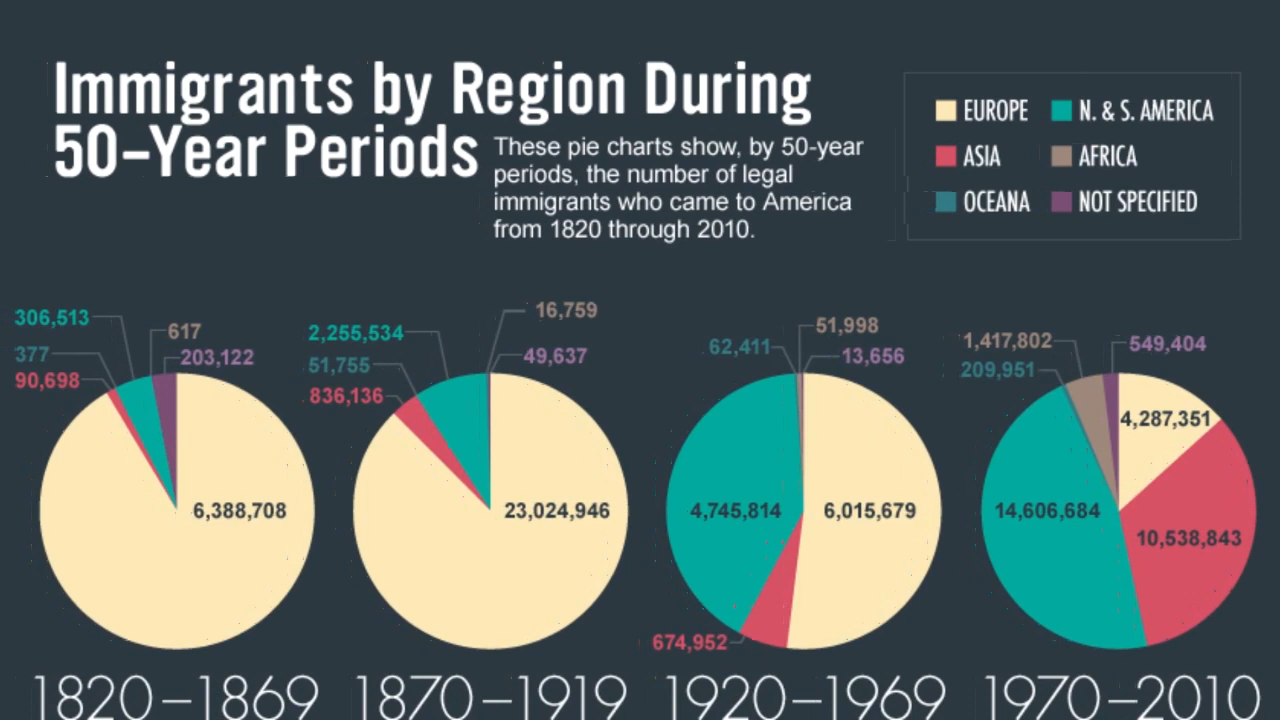 Immigrants by Region During
50-Year Periods
These pie charts show, by 50-year
periods, the number of legal
immigrants who came to America
from 1820 through 2010.
EUROPE
N. & S. AMERICA
ASIA
AFRICA
OCEANA
NOT SPECIFIED
306,513
377
90,698
617
203,122
6,388,708
1820–1869
2,255,534
51,755
836,136
16,759
49,637
23,024,946
1870–1919
62,411
51,998
13,656
4,745,814
6,015,679
674,952
1920–1969
1,417,802
209,951
549,404
4,287,351
14,606,684
10,538,843
1970–2010